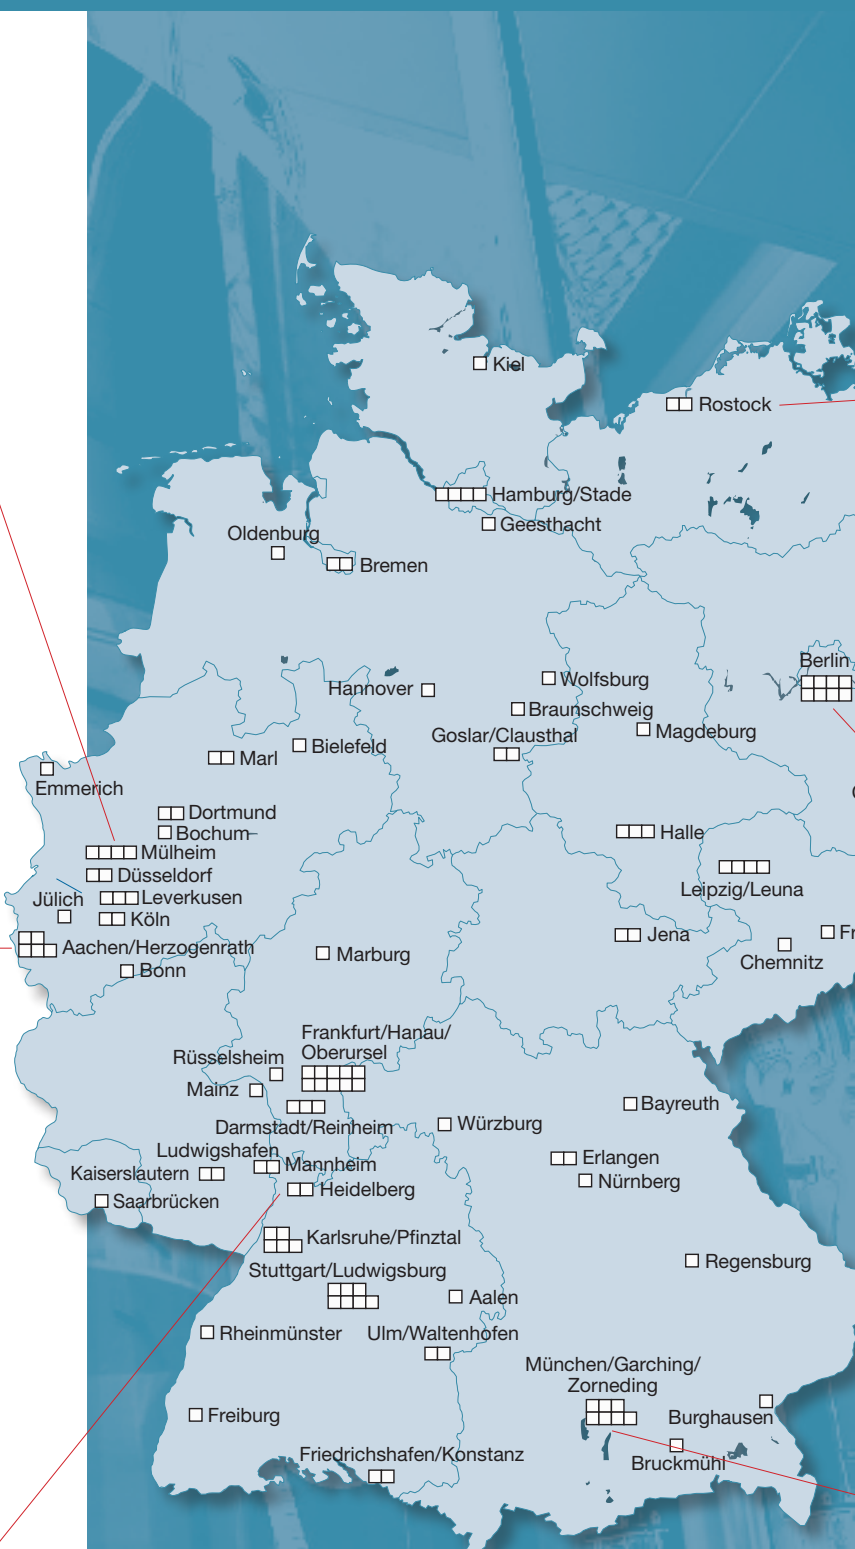 Kiel
Rostock
Hamburg/Stade
Geesthacht
Oldenburg
Bremen
Berlin
Wolfsburg
Hannover
Braunschweig
Goslar/Clausthal
Magdeburg
Bielefeld
Marl
Emmerich
Dortmund
Bochum
Halle
Mülheim
Düsseldorf
Leipzig/Leuna
Jülich
Leverkusen
Köln
Jena
Fr
Aachen/Herzogenrath
Marburg
Chemnitz
Bonn
Frankfurt/Hanau/
Oberursel
Rüsselsheim
Mainz
Bayreuth
Darmstadt/Reinheim
Würzburg
Ludwigshafen
Erlangen
Mannheim
Kaiserslautern
Nürnberg
Heidelberg
Saarbrücken
Karlsruhe/Pfinztal
Regensburg
Stuttgart/Ludwigsburg
Aalen
Rheinmünster
Ulm/Waltenhofen
München/Garching/
Zorneding
Freiburg
Burghausen
Friedrichshafen/Konstanz
Bruckmühl